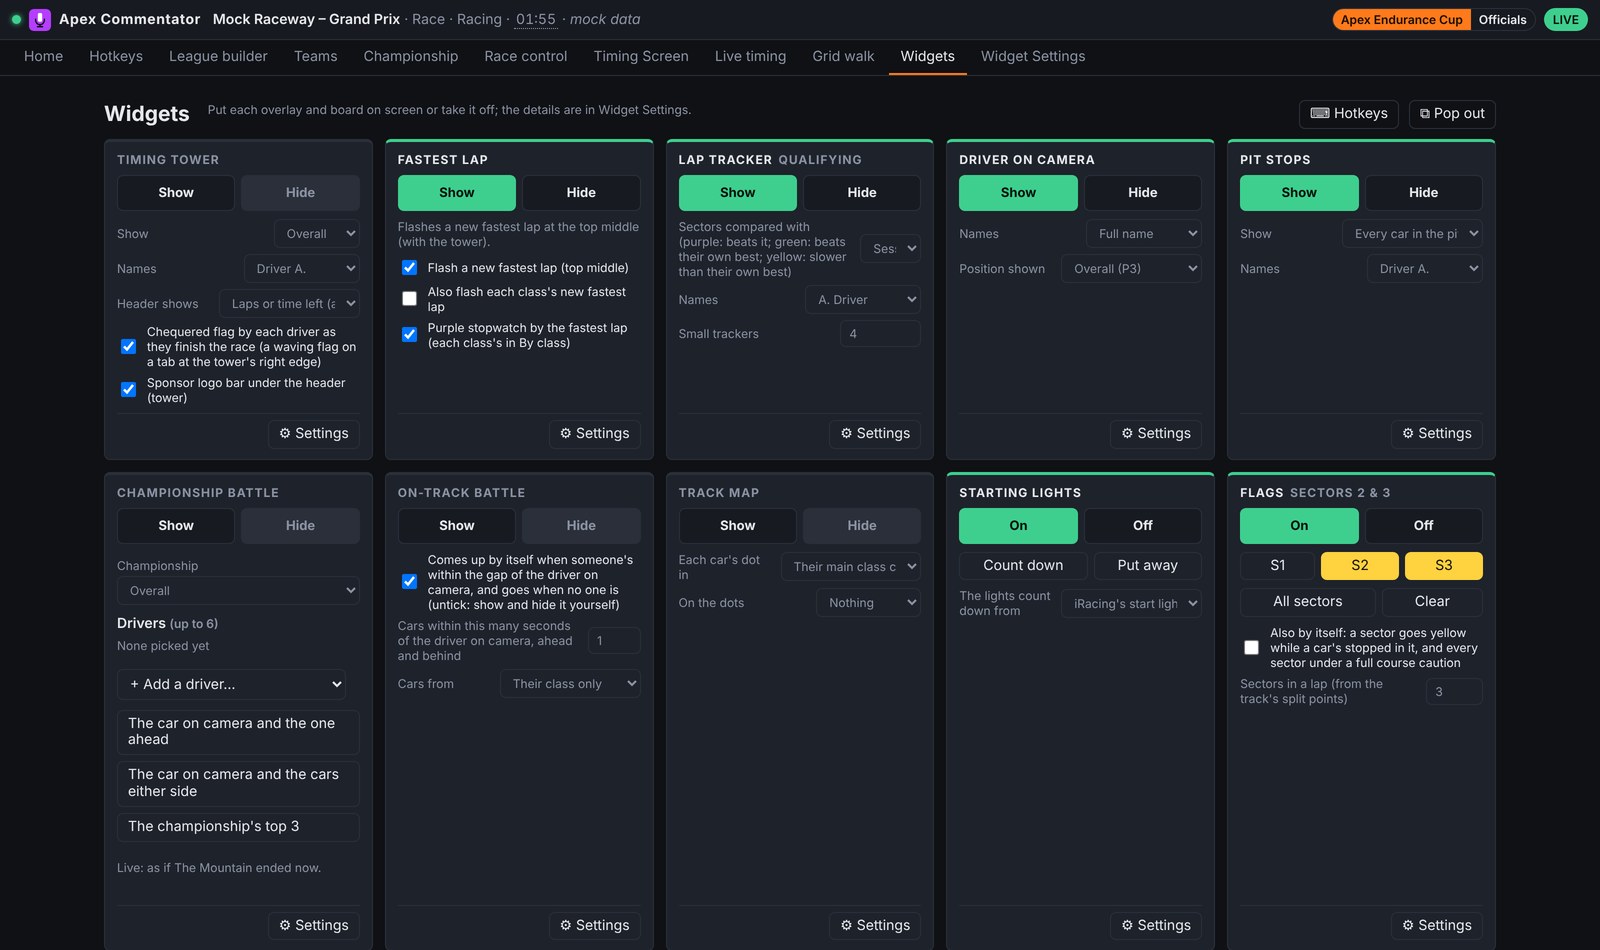 Apex Commentator Mock Raceway – Grand Prix · Race · Racing · 01:55 · mock data
Apex Endurance Cup Officials LIVE
Home Hotkeys League builder Teams Championship Race control Timing Screen Live timing Grid walk Widgets Widget Settings
Widgets Put each overlay and board on screen or take it off; the details are in Widget Settings.
⌨ Hotkeys ⧉ Pop out
TIMING TOWER
Show Hide
Show Overall
Names Driver A.
Header shows Laps or time left (a
Chequered flag by each driver as
they finish the race (a waving flag on
a tab at the tower's right edge)
Sponsor logo bar under the header
(tower)
⚙ Settings
FASTEST LAP
Show Hide
Flashes a new fastest lap at the top middle
(with the tower).
Flash a new fastest lap (top middle)
Also flash each class's new fastest
lap
Purple stopwatch by the fastest lap
(each class's in By class)
⚙ Settings
LAP TRACKER QUALIFYING
Show Hide
Sectors compared with
(purple: beats it; green: beats
their own best; yellow: slower
than their own best)
Ses
Names A. Driver
Small trackers 4
⚙ Settings
DRIVER ON CAMERA
Show Hide
Names Full name
Position shown Overall (P3)
⚙ Settings
PIT STOPS
Show Hide
Show Every car in the pi
Names Driver A.
⚙ Settings
CHAMPIONSHIP BATTLE
Show Hide
Championship
Overall
Drivers (up to 6)
None picked yet
+ Add a driver...
The car on camera and the one
ahead
The car on camera and the cars
either side
The championship's top 3
Live: as if The Mountain ended now.
⚙ Settings
ON-TRACK BATTLE
Show Hide
Comes up by itself when someone's
within the gap of the driver on
camera, and goes when no one is
(untick: show and hide it yourself)
Cars within this many seconds
of the driver on camera, ahead
and behind
1
Cars from Their class only
⚙ Settings
TRACK MAP
Show Hide
Each car's dot
in
Their main class c
On the dots Nothing
⚙ Settings
STARTING LIGHTS
On Off
Count down Put away
The lights count
down from
iRacing's start ligh
⚙ Settings
FLAGS SECTORS 2 & 3
On Off
S1 S2 S3
All sectors Clear
Also by itself: a sector goes yellow
while a car's stopped in it, and every
sector under a full course caution
Sectors in a lap (from the
track's split points)
3
⚙ Settings